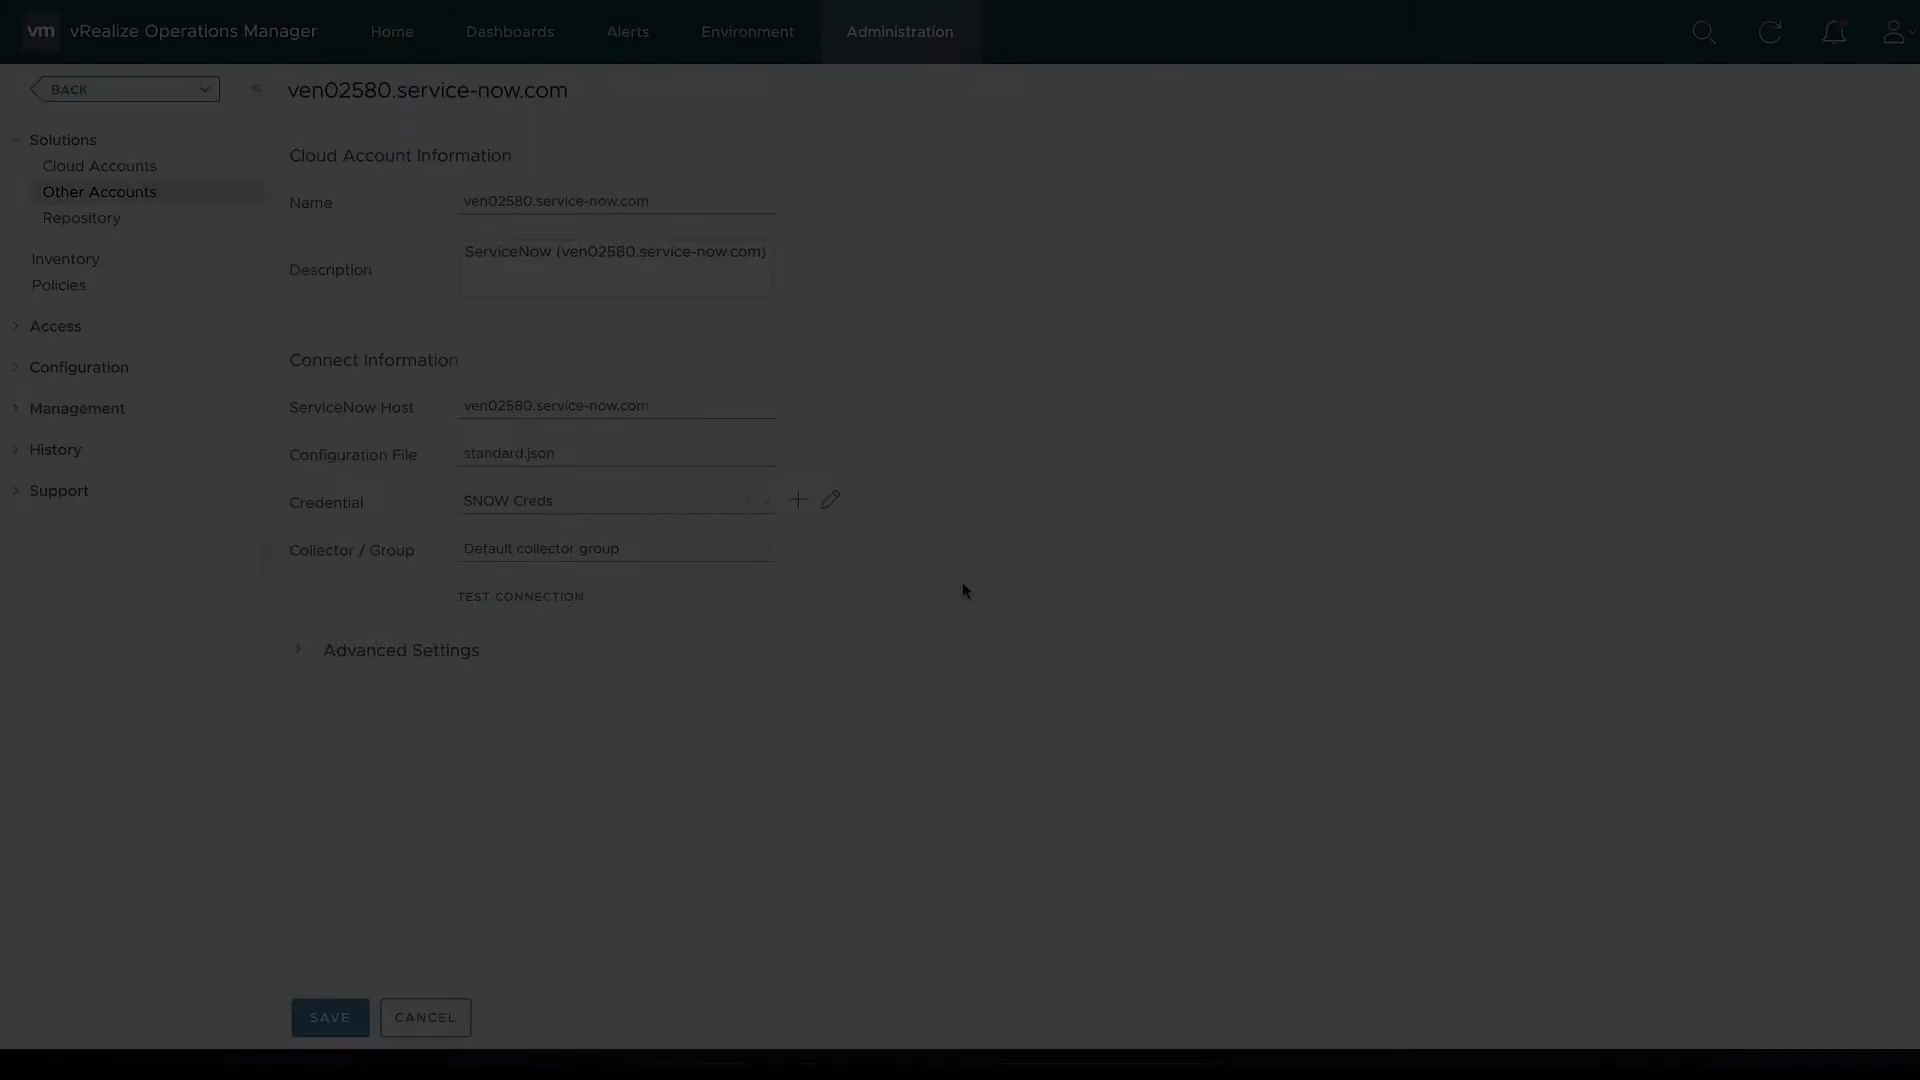 vm vRealize Operations Manager Home Dashboards Alerts Environment Administration
BACK
ven02580.service-now.com
Solutions
Cloud Accounts
Other Accounts
Repository
Inventory
Policies
Access
Configuration
Management
History
Support
Cloud Account Information
Name ven02580.service-now.com
Description ServiceNow (ven02580.service-now.com)
Connect Information
ServiceNow Host ven02580.service-now.com
Configuration File standard.json
Credential SNOW Creds
Collector / Group Default collector group
TEST CONNECTION
Advanced Settings
SAVE CANCEL